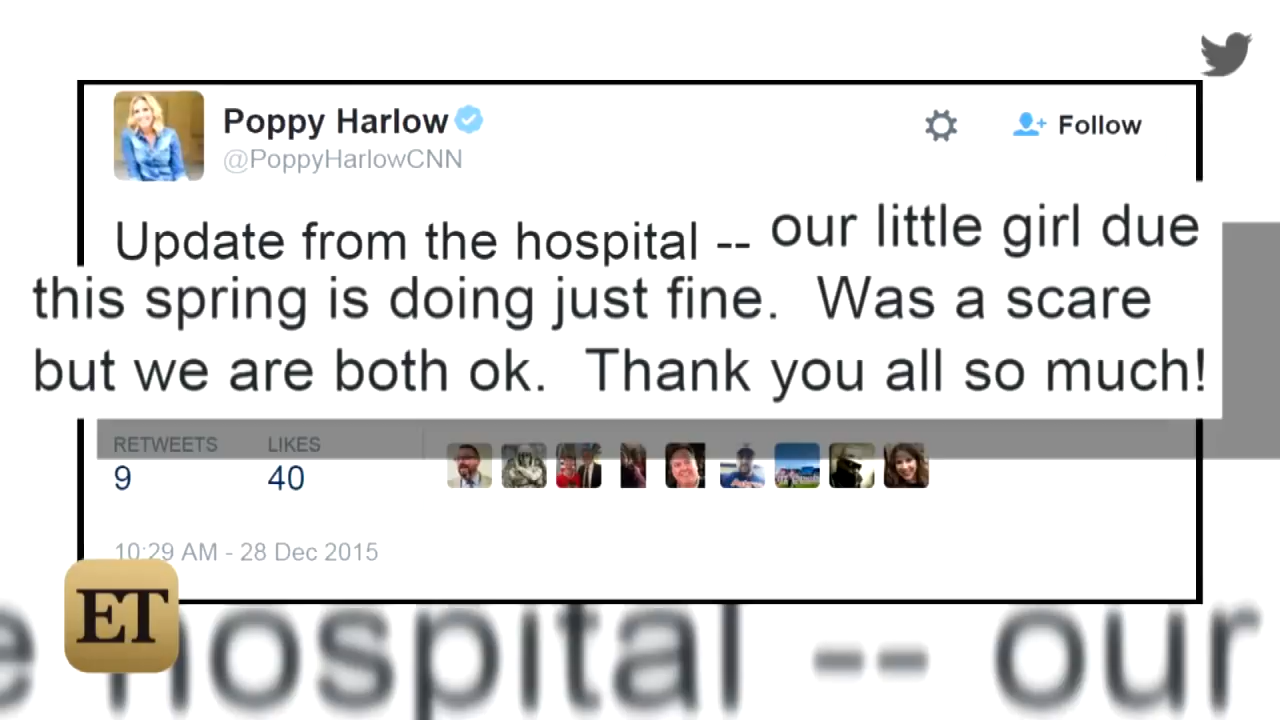 Poppy Harlow
@PoppyHarlowCNN
Follow
Update from the hospital -- our little girl due
this spring is doing just fine. Was a scare
but we are both ok. Thank you all so much!
RETWEETS LIKES
9 40
10:29 AM - 28 Dec 2015
ET
e hospital -- our